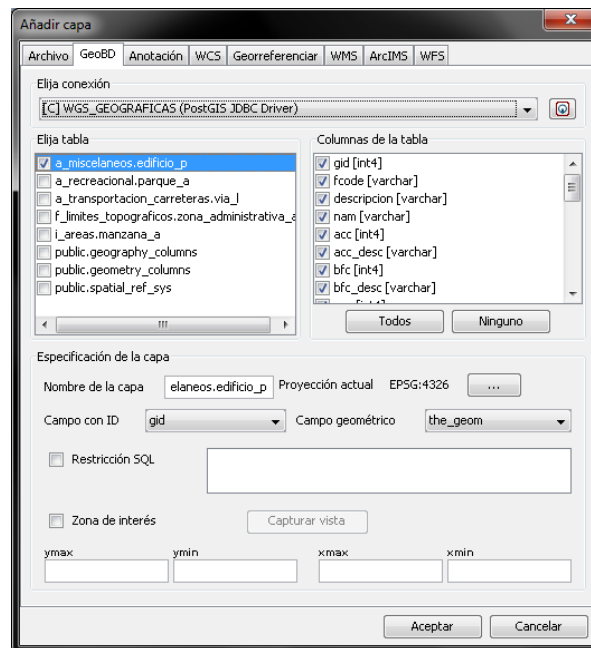 Añadir capa
Archivo GeoBD Anotación WCS Georreferenciar WMS ArcIMS WFS
Elija conexión
[C] WGS_GEOGRAFICAS (PostGIS JDBC Driver)
Elija tabla
a_miscelaneos.edificio_p
a_recreacional.parque_a
a_transportacion_carreteras.via_l
f_limites_topograficos.zona_administrativa_a
i_areas.manzana_a
public.geography_columns
public.geometry_columns
public.spatial_ref_sys
Columnas de la tabla
gid [int4]
fcode [varchar]
descripcion [varchar]
nam [varchar]
acc [int4]
acc_desc [varchar]
bfc [int4]
bfc_desc [varchar]
Todos Ninguno
Especificación de la capa
Nombre de la capa elaneos.edificio_p Proyección actual EPSG:4326 ...
Campo con ID gid Campo geométrico the_geom
Restricción SQL
Zona de interés Capturar vista
ymax ymin xmax xmin
Aceptar Cancelar